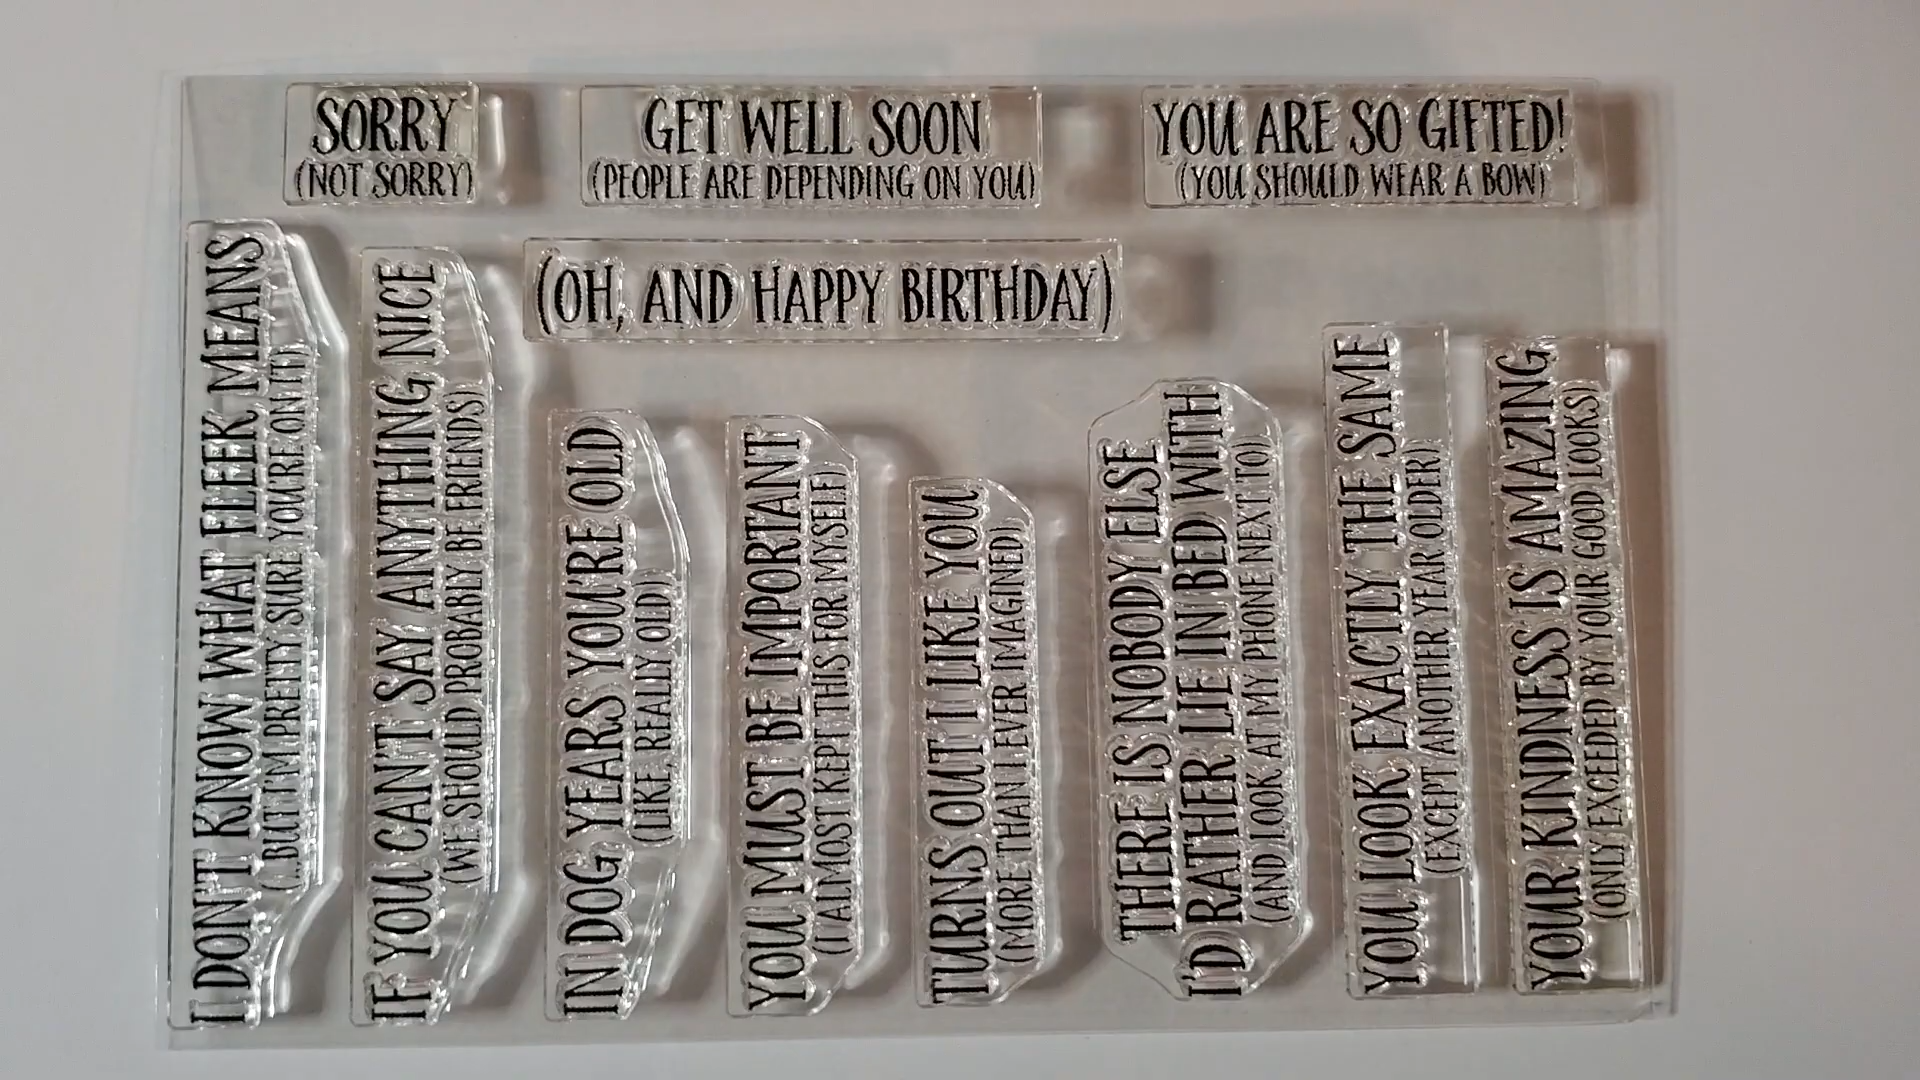 SORRY
(NOT SORRY)
GET WELL SOON
(PEOPLE ARE DEPENDING ON YOU)
YOU ARE SO GIFTED!
(YOU SHOULD WEAR A BOW)
(OH, AND HAPPY BIRTHDAY)
I DON'T KNOW WHAT FLEEK MEANS
(...BUT I'M PRETTY SURE YOU'RE ON IT)
IF YOU CAN'T SAY ANYTHING NICE
(WE SHOULD PROBABLY BE FRIENDS)
IN DOG YEARS YOU'RE OLD
(LIKE, REALLY OLD)
YOU MUST BE IMPORTANT
(I ALMOST KEPT THIS FOR MYSELF)
TURNS OUT I LIKE YOU
(MORE THAN I EVER IMAGINED)
THERE IS NOBODY ELSE
I'D RATHER LIE IN BED WITH
(AND LOOK AT MY PHONE NEXT TO)
YOU LOOK EXACTLY THE SAME
(EXCEPT ANOTHER YEAR OLDER)
YOUR KINDNESS IS AMAZING
(ONLY EXCEEDED BY YOUR GOOD LOOKS)